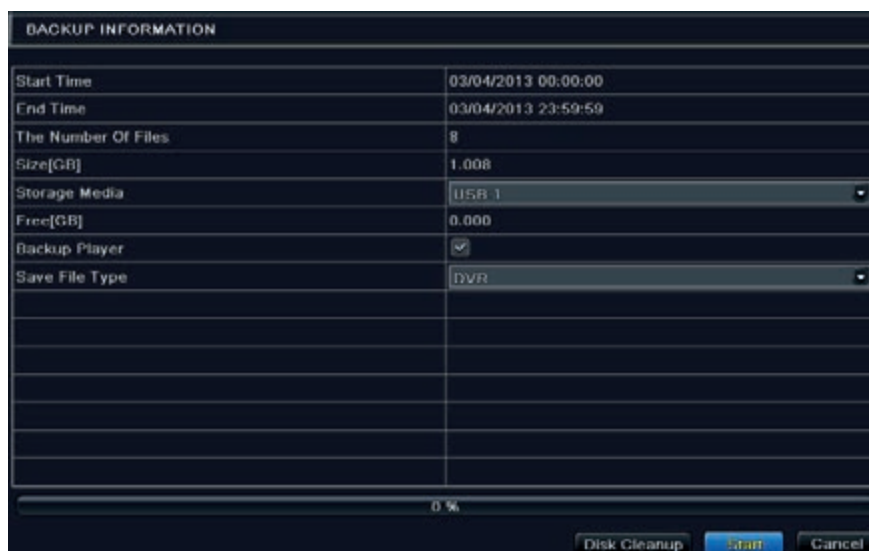 BACKUP INFORMATION
Start Time 03/04/2013 00:00:00
End Time 03/04/2013 23:59:59
The Number Of Files 8
Size[GB] 1.008
Storage Media USB 1
Free[GB] 0.000
Backup Player
Save File Type DVR
0 %
Disk Cleanup Start Cancel